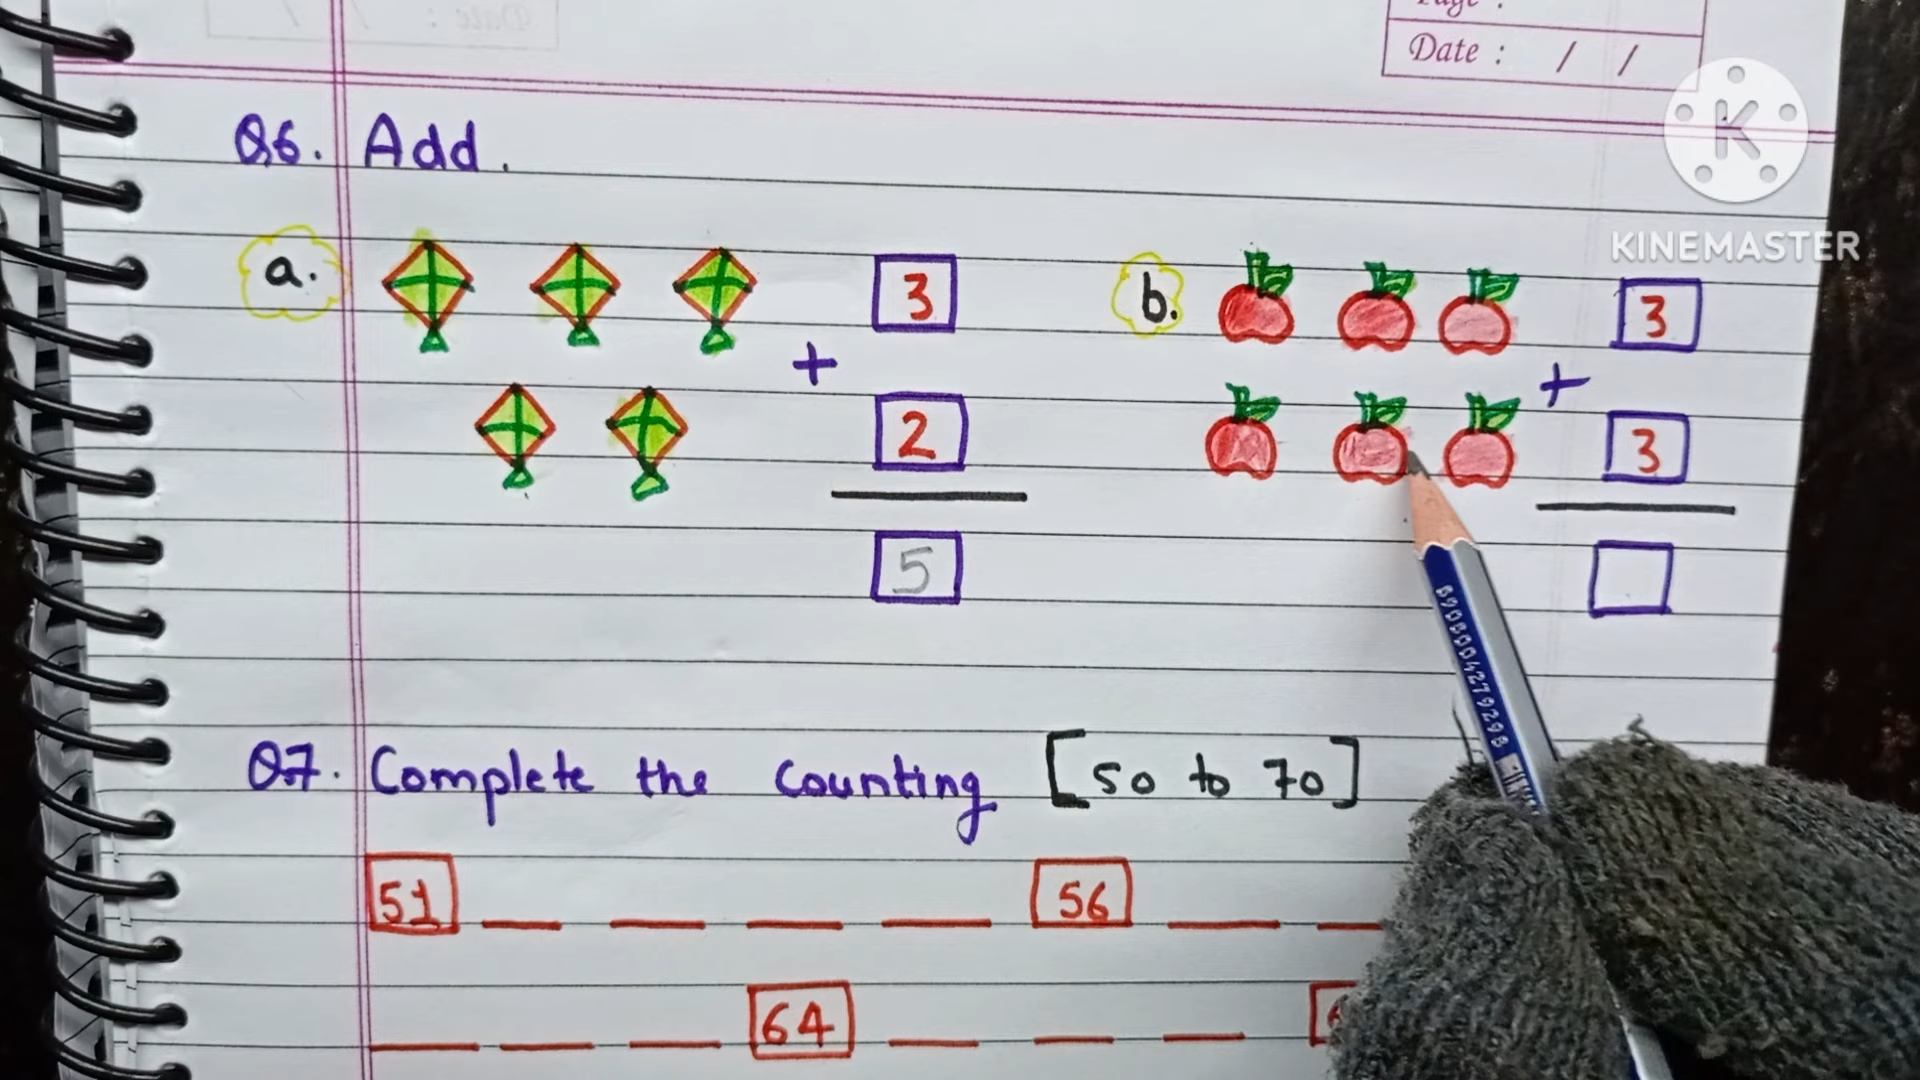 Date : / /
K
KINEMASTER
Q6. Add.
a. 3 + 2 5
b. 3 + 3
Q7. Complete the counting [50 to 70]
51 56
64
8908004279298